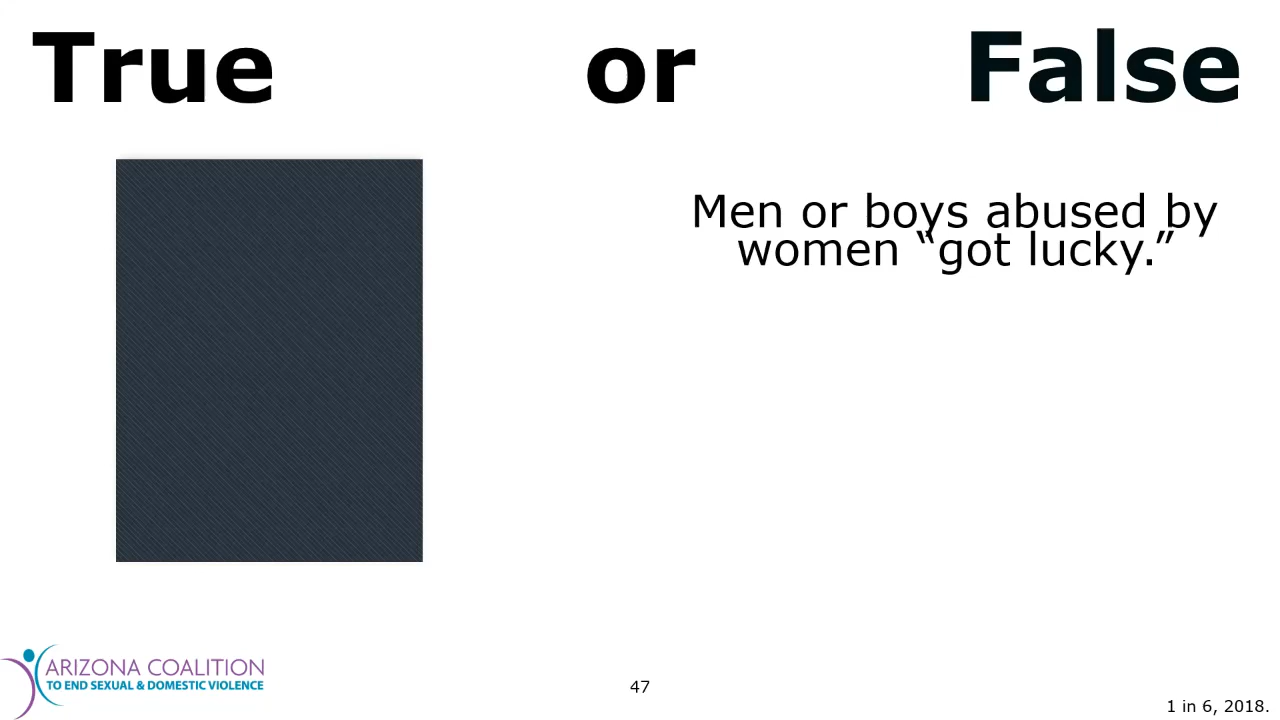 True or False
Men or boys abused by
women “got lucky.”
ARIZONA COALITION
TO END SEXUAL & DOMESTIC VIOLENCE
47
1 in 6, 2018.